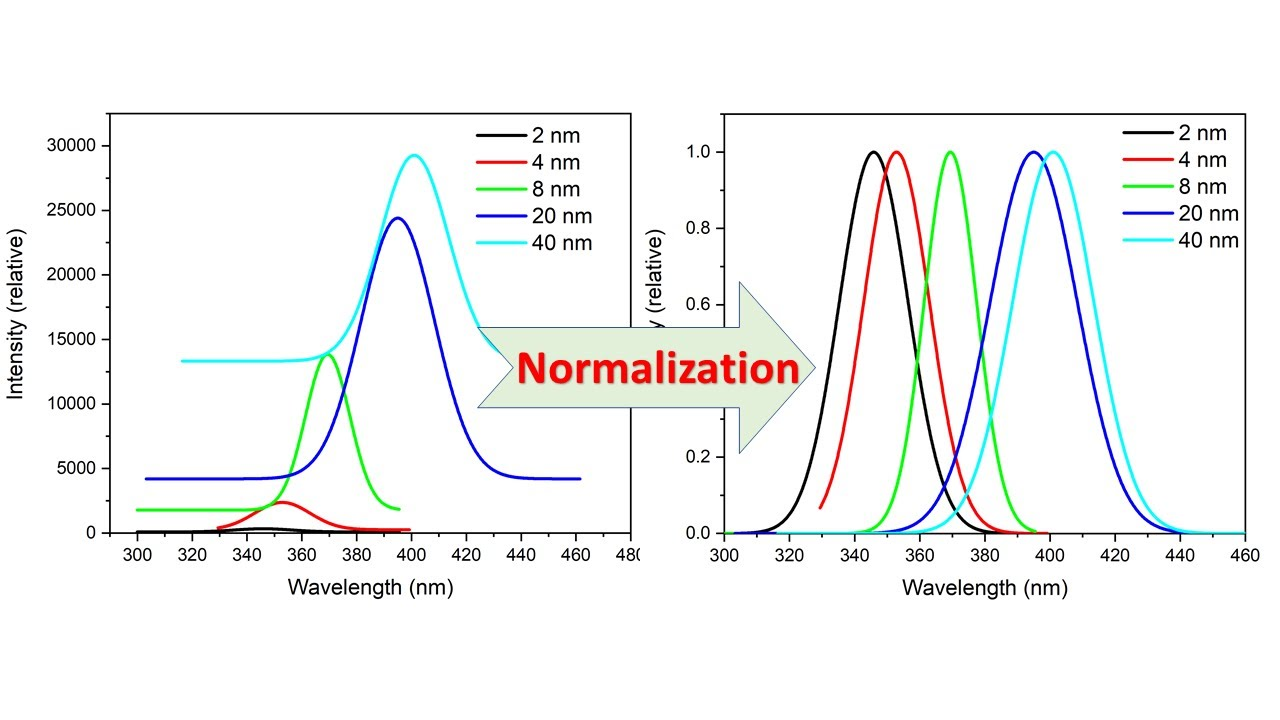 30000
25000
20000
15000
10000
5000
0
Intensity (relative)
300 320 340 360 380 400 420 440 460 48
Wavelength (nm)
2 nm
4 nm
8 nm
20 nm
40 nm
Normalization
1.0
0.8
0.6
0.2
0.0
y (relative)
300 320 340 360 380 400 420 440 460
Wavelength (nm)
2 nm
4 nm
8 nm
20 nm
40 nm